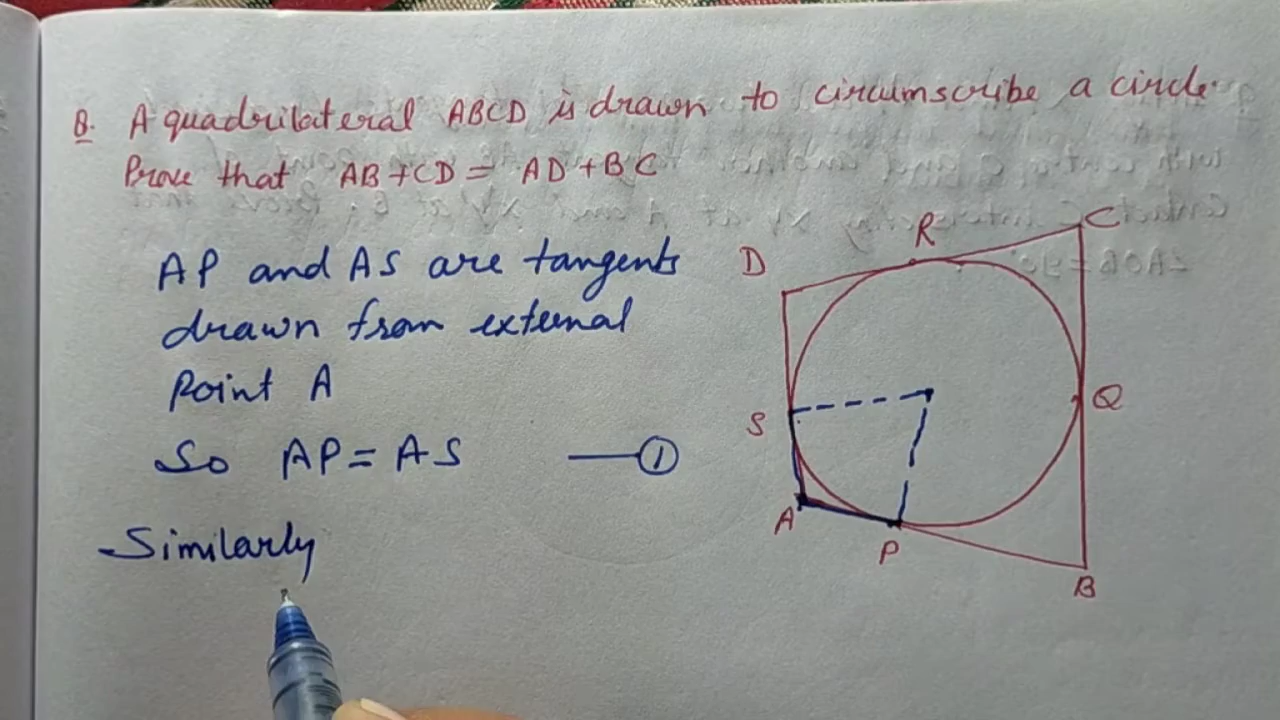 Q. A quadrilateral ABCD is drawn to circumscribe a circle.
Prove that AB+CD = AD+BC
AP and AS are tangents
drawn from external
Point A
So AP = AS —①
Similarly
D
R
C
S
Q
A
P
B